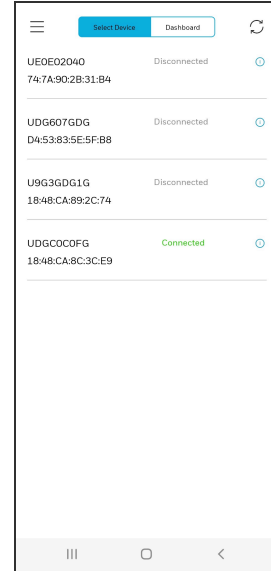 Select Device Dashboard
UE0E02040 Disconnected
74:7A:90:2B:31:B4
UDG607GDG Disconnected
D4:53:83:5E:5F:B8
U9G3GDG1G Disconnected
18:48:CA:89:2C:74
UDGC0C0FG Connected
18:48:CA:8C:3C:E9